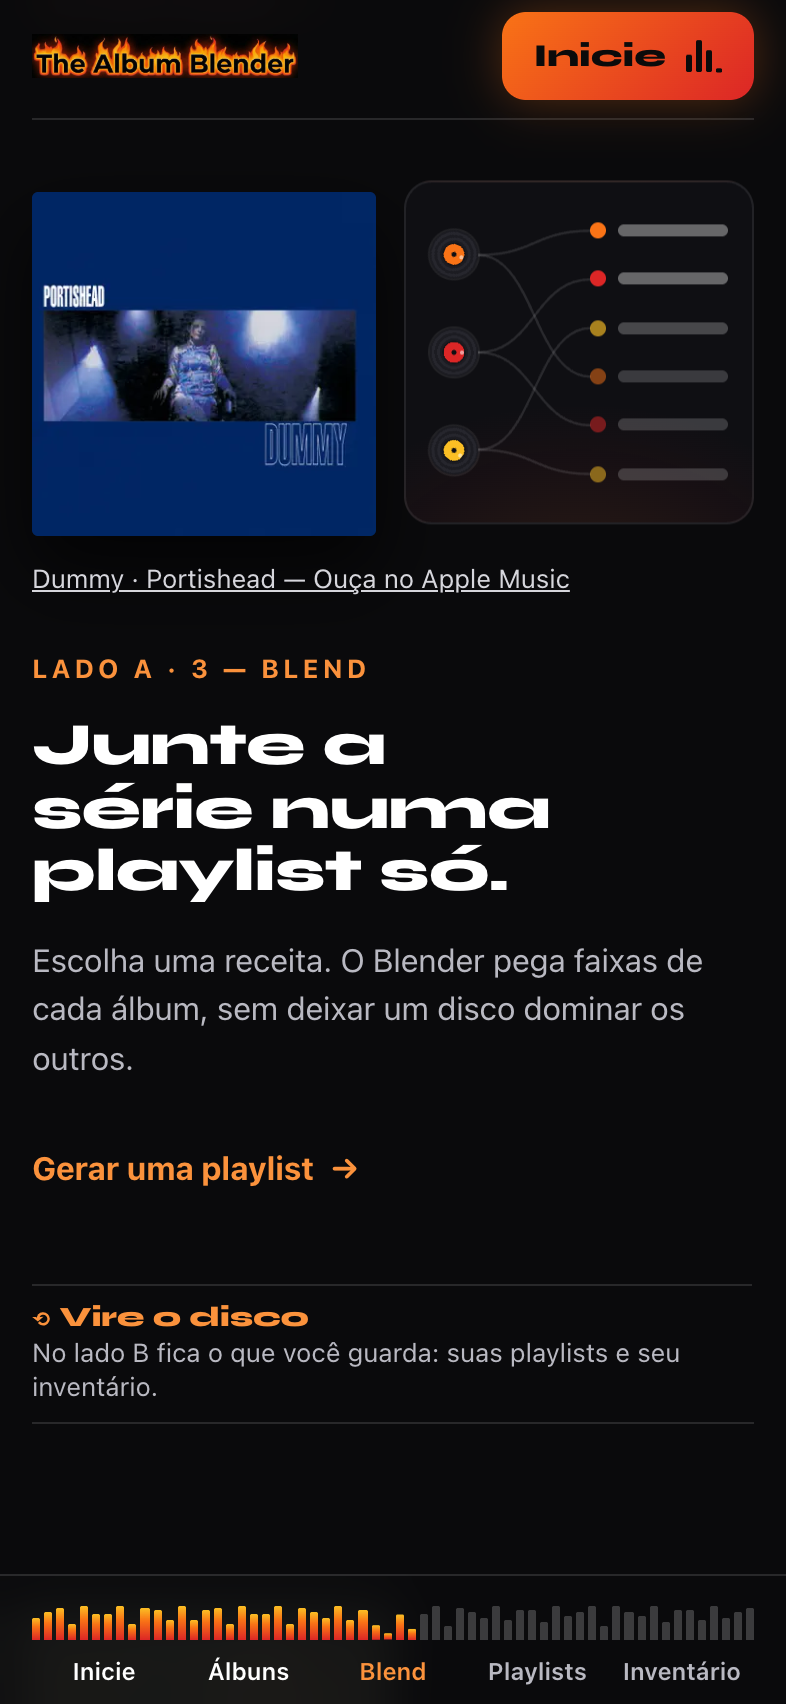 The Album Blender
Inicie
PORTISHEAD
DUMMY
Dummy · Portishead — Ouça no Apple Music
LADO A · 3 — BLEND
Junte a
série numa
playlist só.
Escolha uma receita. O Blender pega faixas de
cada álbum, sem deixar um disco dominar os
outros.
Gerar uma playlist →
⟲ Vire o disco
No lado B fica o que você guarda: suas playlists e seu
inventário.
Inicie Álbuns Blend Playlists Inventário